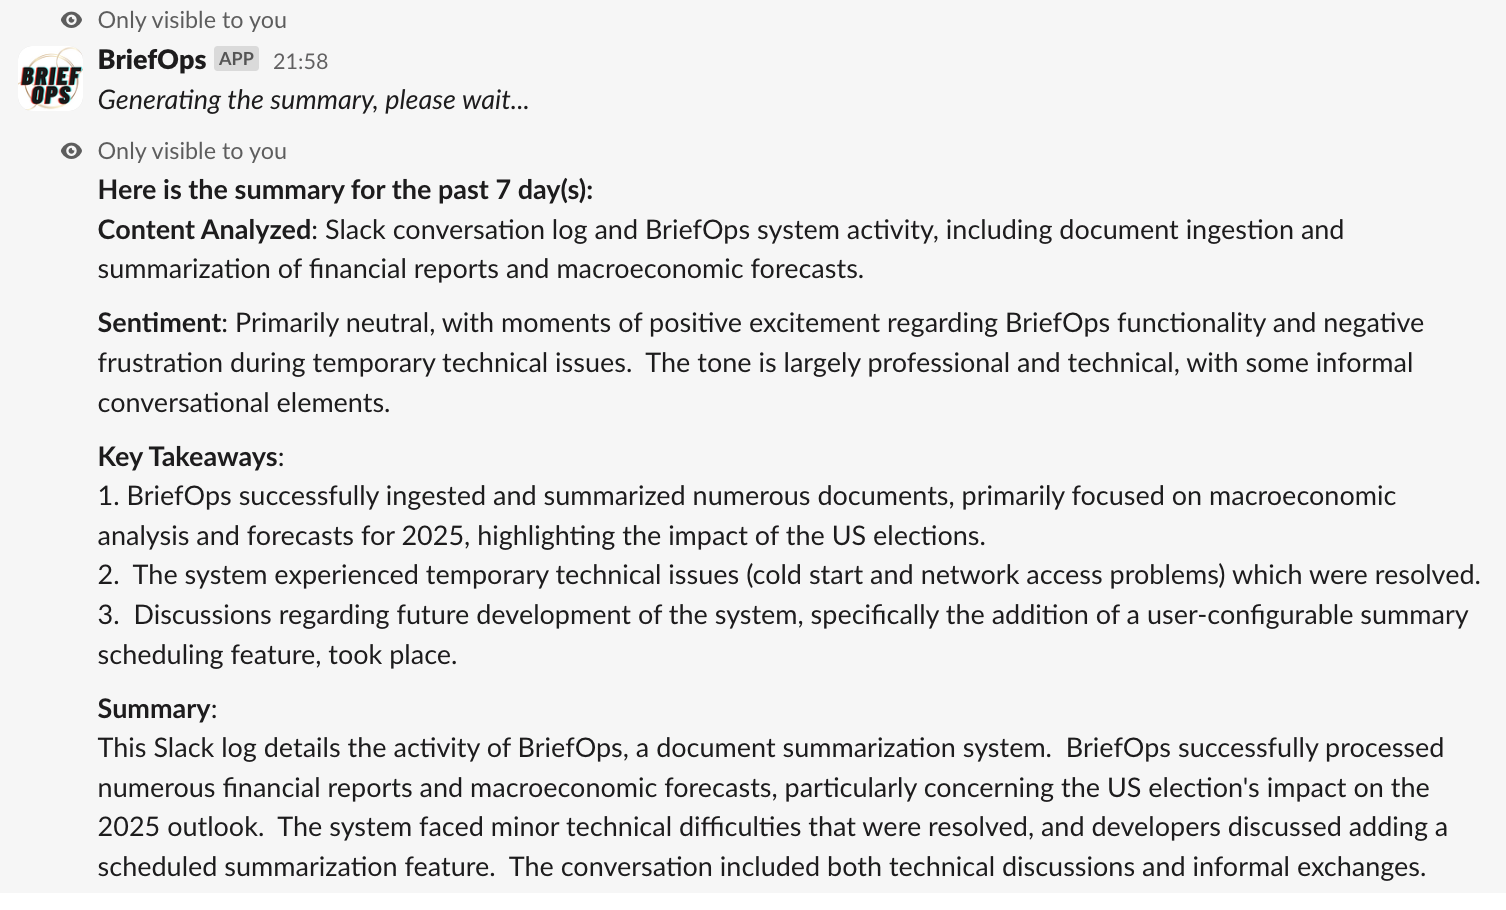 Only visible to you
BRIEF
OPS
BriefOps APP 21:58
Generating the summary, please wait...
Only visible to you
Here is the summary for the past 7 day(s):
Content Analyzed: Slack conversation log and BriefOps system activity, including document ingestion and
summarization of financial reports and macroeconomic forecasts.
Sentiment: Primarily neutral, with moments of positive excitement regarding BriefOps functionality and negative
frustration during temporary technical issues.  The tone is largely professional and technical, with some informal
conversational elements.
Key Takeaways:
1. BriefOps successfully ingested and summarized numerous documents, primarily focused on macroeconomic
analysis and forecasts for 2025, highlighting the impact of the US elections.
2.  The system experienced temporary technical issues (cold start and network access problems) which were resolved.
3.  Discussions regarding future development of the system, specifically the addition of a user-configurable summary
scheduling feature, took place.
Summary:
This Slack log details the activity of BriefOps, a document summarization system.  BriefOps successfully processed
numerous financial reports and macroeconomic forecasts, particularly concerning the US election's impact on the
2025 outlook.  The system faced minor technical difficulties that were resolved, and developers discussed adding a
scheduled summarization feature.  The conversation included both technical discussions and informal exchanges.